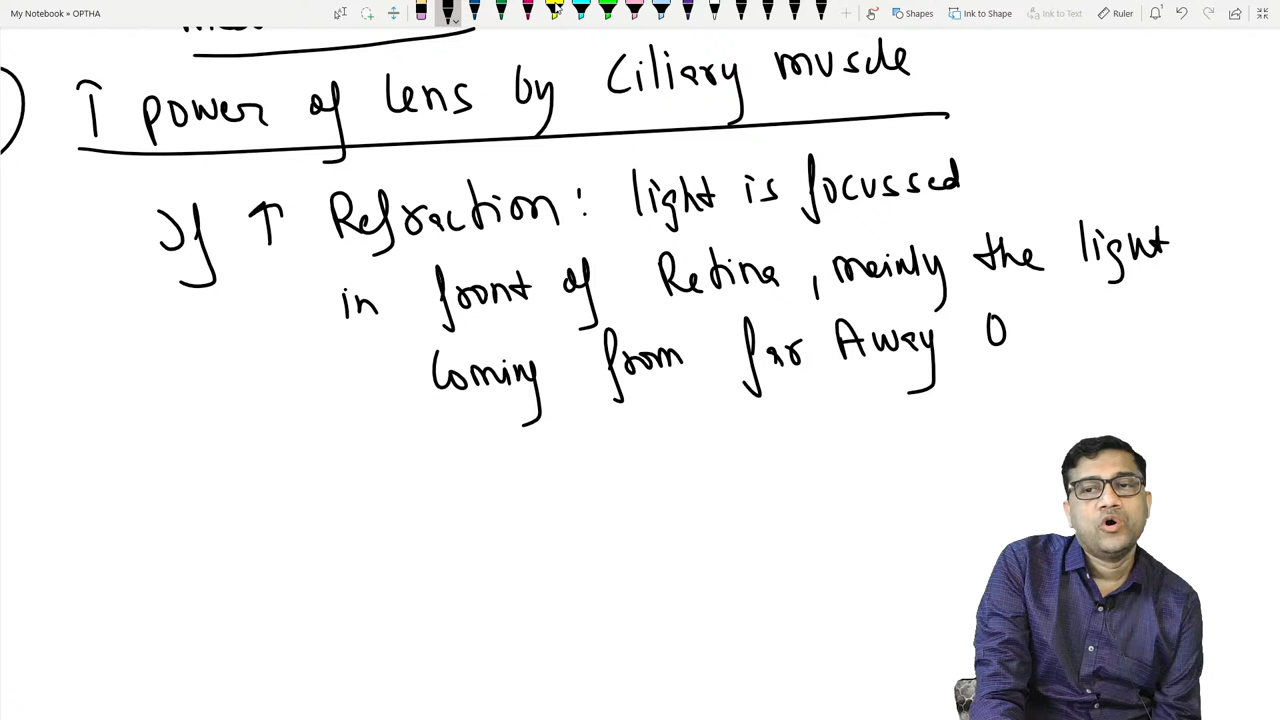 My Notebook » OPTHA
Shapes
Ink to Shape
Ink to Text
Ruler
↑ power of lens by Ciliary muscle
If ↑ Refraction: light is focussed
in front of Retina, mainly the light
Coming from far Away O